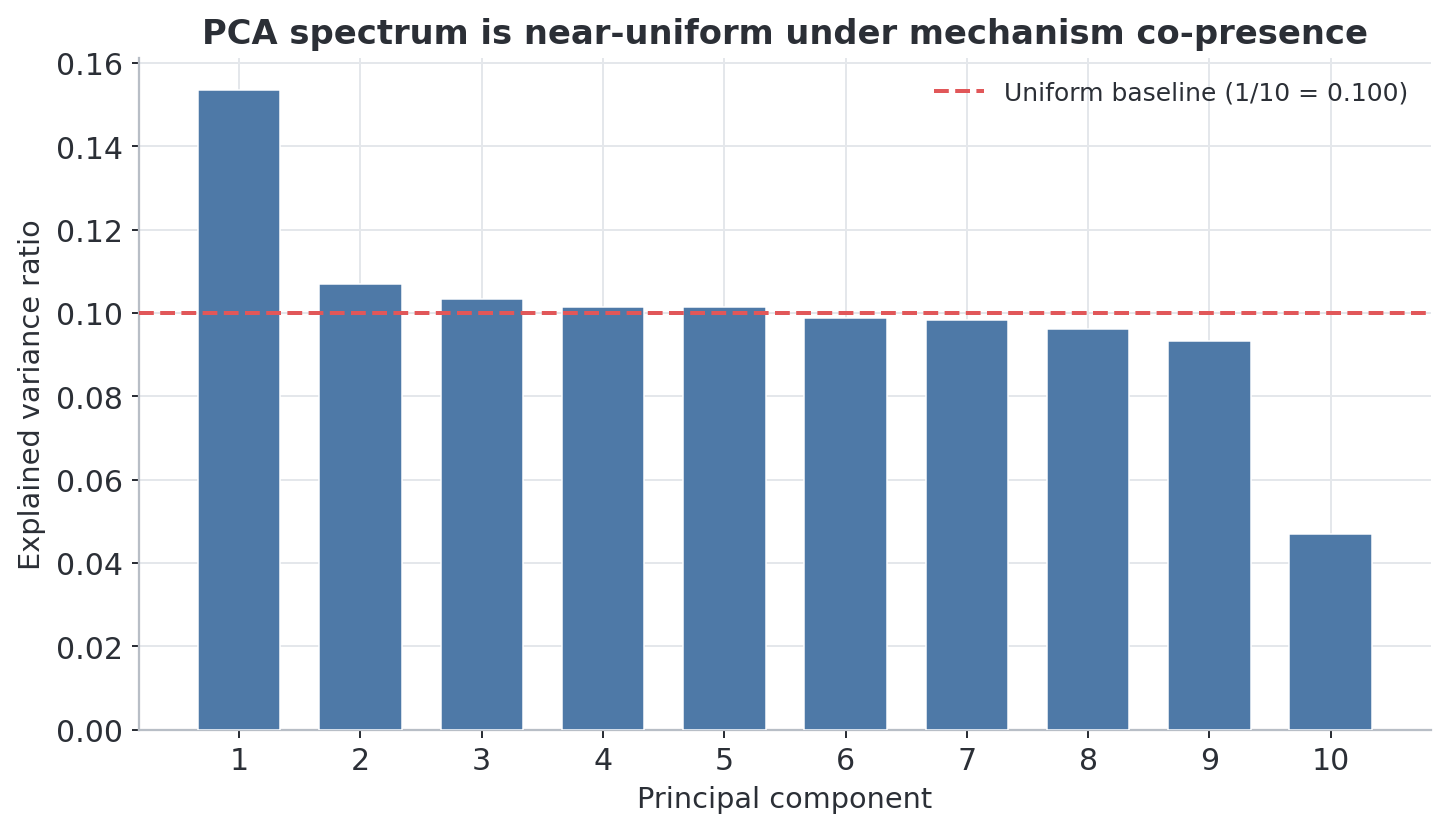 PCA spectrum is near-uniform under mechanism co-presence
Uniform baseline (1/10 = 0.100)
Explained variance ratio
0.16
0.14
0.12
0.10
0.08
0.06
0.04
0.02
0.00
1 2 3 4 5 6 7 8 9 10
Principal component